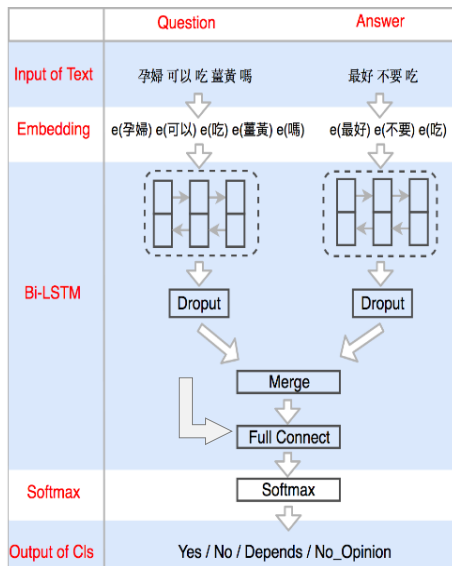 Question Answer
Input of Text 孕婦 可以 吃 薑黃 嗎 最好 不要 吃
Embedding e(孕婦) e(可以) e(吃) e(薑黃) e(嗎) e(最好) e(不要) e(吃)
Bi-LSTM
Droput Droput
Merge
Full Connect
Softmax Softmax
Output of Cls Yes / No / Depends / No_Opinion